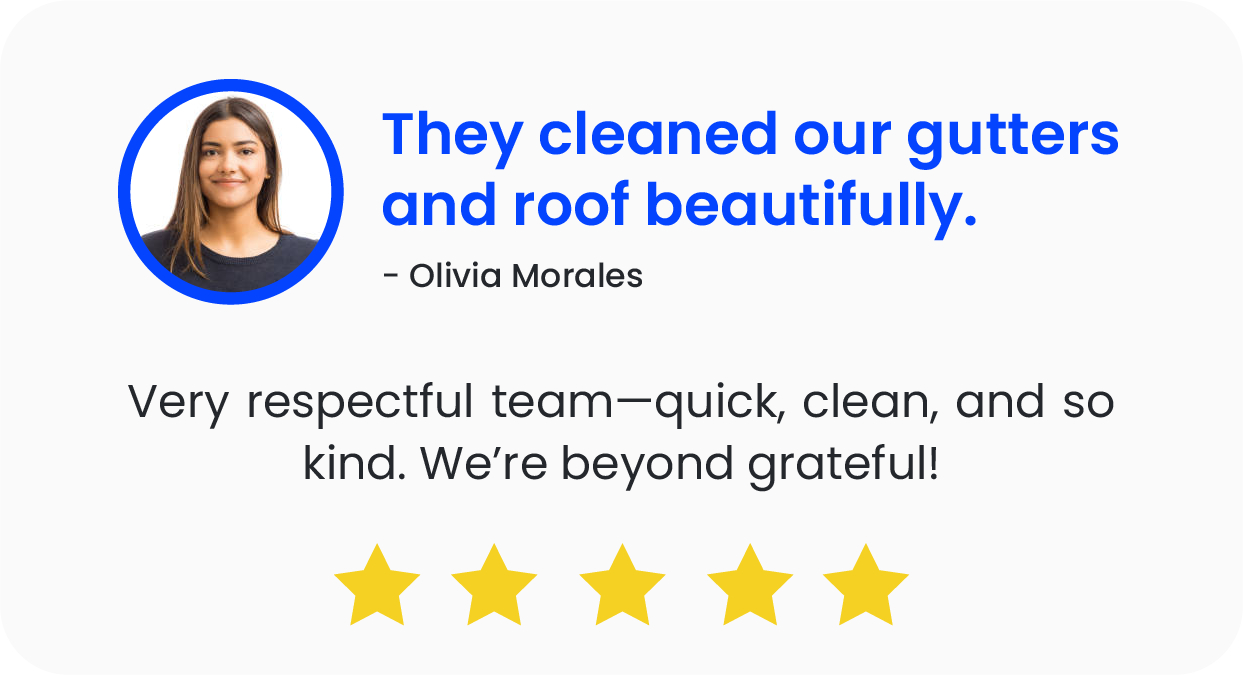 They cleaned our gutters
and roof beautifully.
- Olivia Morales
Very respectful team—quick, clean, and so
kind. We’re beyond grateful!